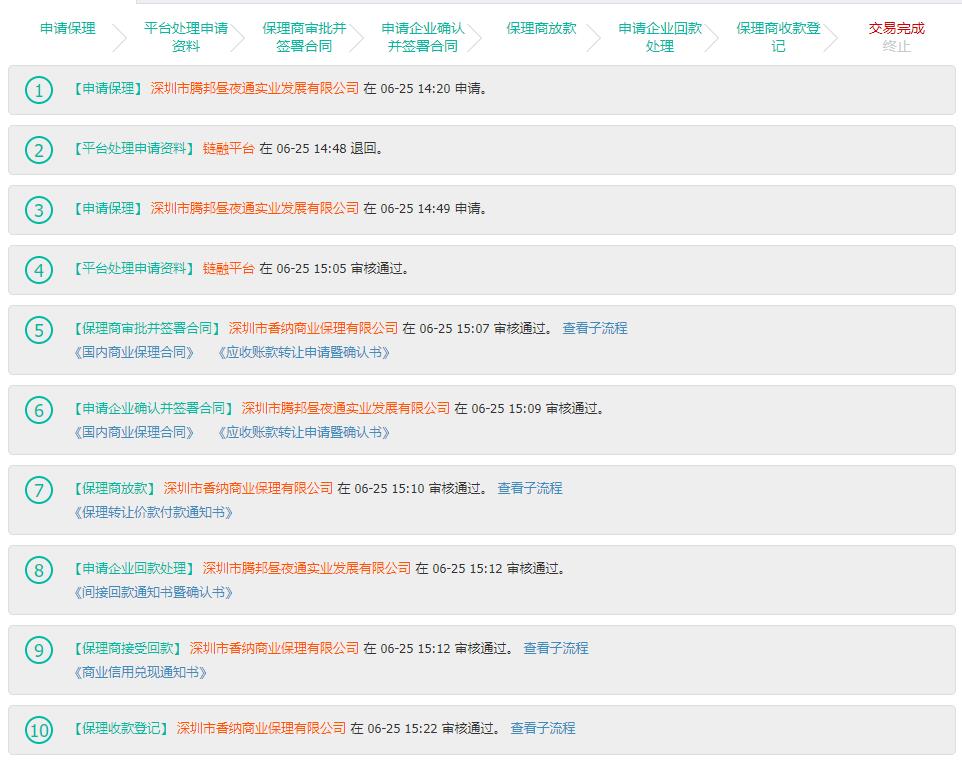 申请保理
平台处理申请
资料
保理商审批并
签署合同
申请企业确认
并签署合同
保理商放款
申请企业回款
处理
保理商收款登
记
交易完成
终止
1 【申请保理】 深圳市腾邦昼夜通实业发展有限公司 在 06-25 14:20 申请。
2 【平台处理申请资料】 链融平台 在 06-25 14:48 退回。
3 【申请保理】 深圳市腾邦昼夜通实业发展有限公司 在 06-25 14:49 申请。
4 【平台处理申请资料】 链融平台 在 06-25 15:05 审核通过。
5 【保理商审批并签署合同】 深圳市香纳商业保理有限公司 在 06-25 15:07 审核通过。 查看子流程
《国内商业保理合同》 《应收账款转让申请暨确认书》
6 【申请企业确认并签署合同】 深圳市腾邦昼夜通实业发展有限公司 在 06-25 15:09 审核通过。
《国内商业保理合同》 《应收账款转让申请暨确认书》
7 【保理商放款】 深圳市香纳商业保理有限公司 在 06-25 15:10 审核通过。 查看子流程
《保理转让价款付款通知书》
8 【申请企业回款处理】 深圳市腾邦昼夜通实业发展有限公司 在 06-25 15:12 审核通过。
《间接回款通知书暨确认书》
9 【保理商接受回款】 深圳市香纳商业保理有限公司 在 06-25 15:12 审核通过。 查看子流程
《商业信用兑现通知书》
10 【保理收款登记】 深圳市香纳商业保理有限公司 在 06-25 15:22 审核通过。 查看子流程